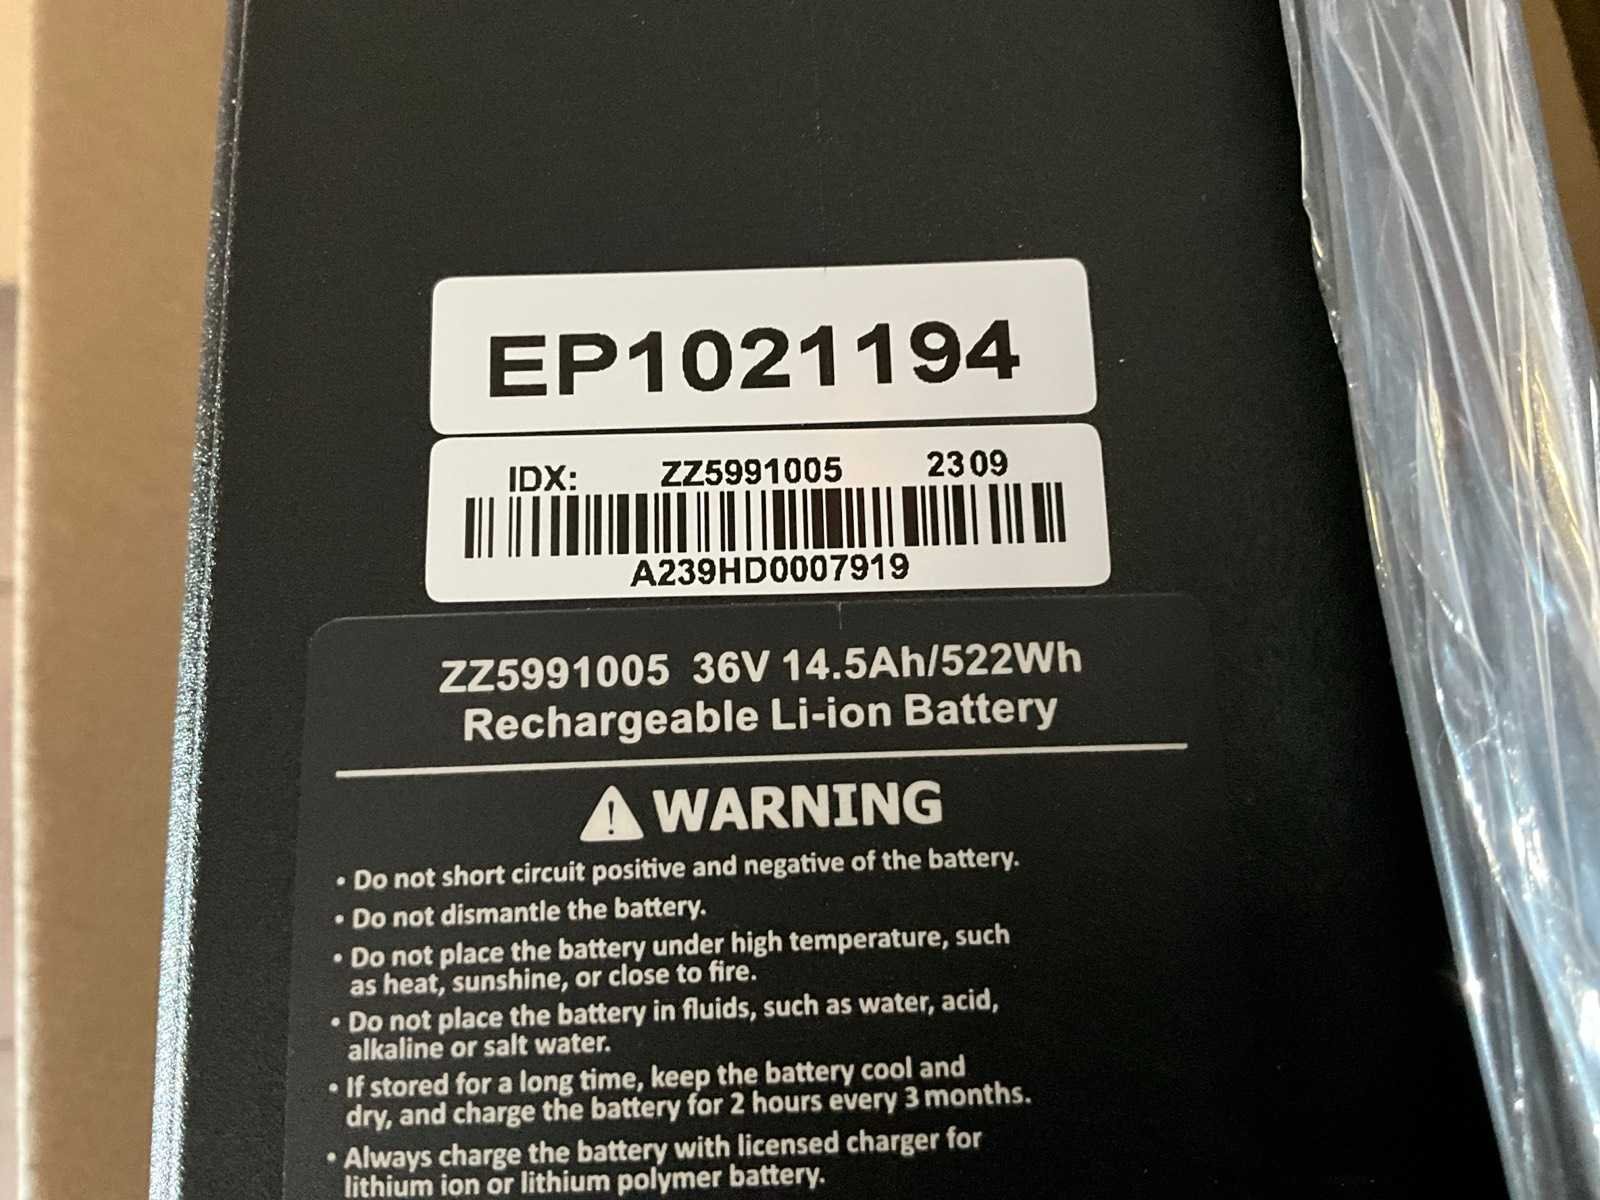 EP1021194
IDX: ZZ5991005 2309
A239HD0007919
ZZ5991005 36V 14.5Ah/522Wh
Rechargeable Li-ion Battery
WARNING
• Do not short circuit positive and negative of the battery.
• Do not dismantle the battery.
• Do not place the battery under high temperature, such
as heat, sunshine, or close to fire.
• Do not place the battery in fluids, such as water, acid,
alkaline or salt water.
• If stored for a long time, keep the battery cool and
dry, and charge the battery for 2 hours every 3 months.
• Always charge the battery with licensed charger for
lithium ion or lithium polymer battery.